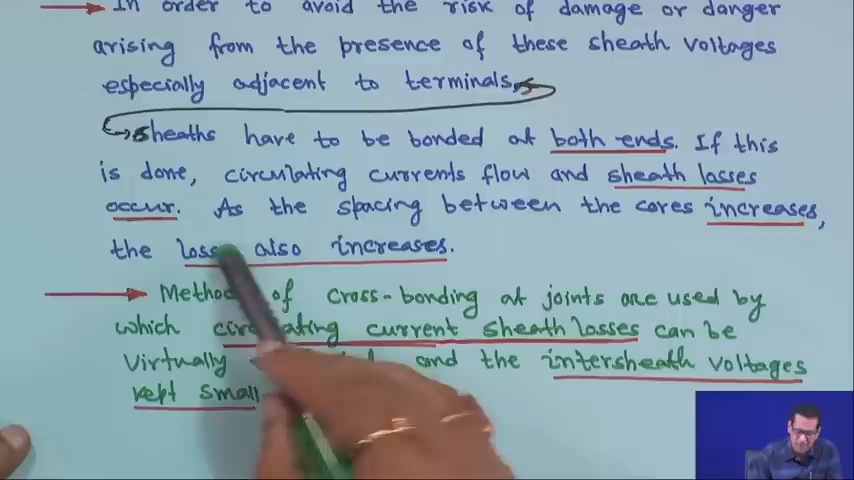 In order to avoid the risk of damage or danger
arising from the presence of these sheath voltages
especially adjacent to terminals.
sheaths have to be bonded at both ends. If this
is done, circulating currents flow and sheath losses
occur. As the spacing between the cores increases,
the loss also increases.
Method of cross-bonding at joints are used by
which circulating current sheath losses can be
virtually and the intersheath voltages
kept small